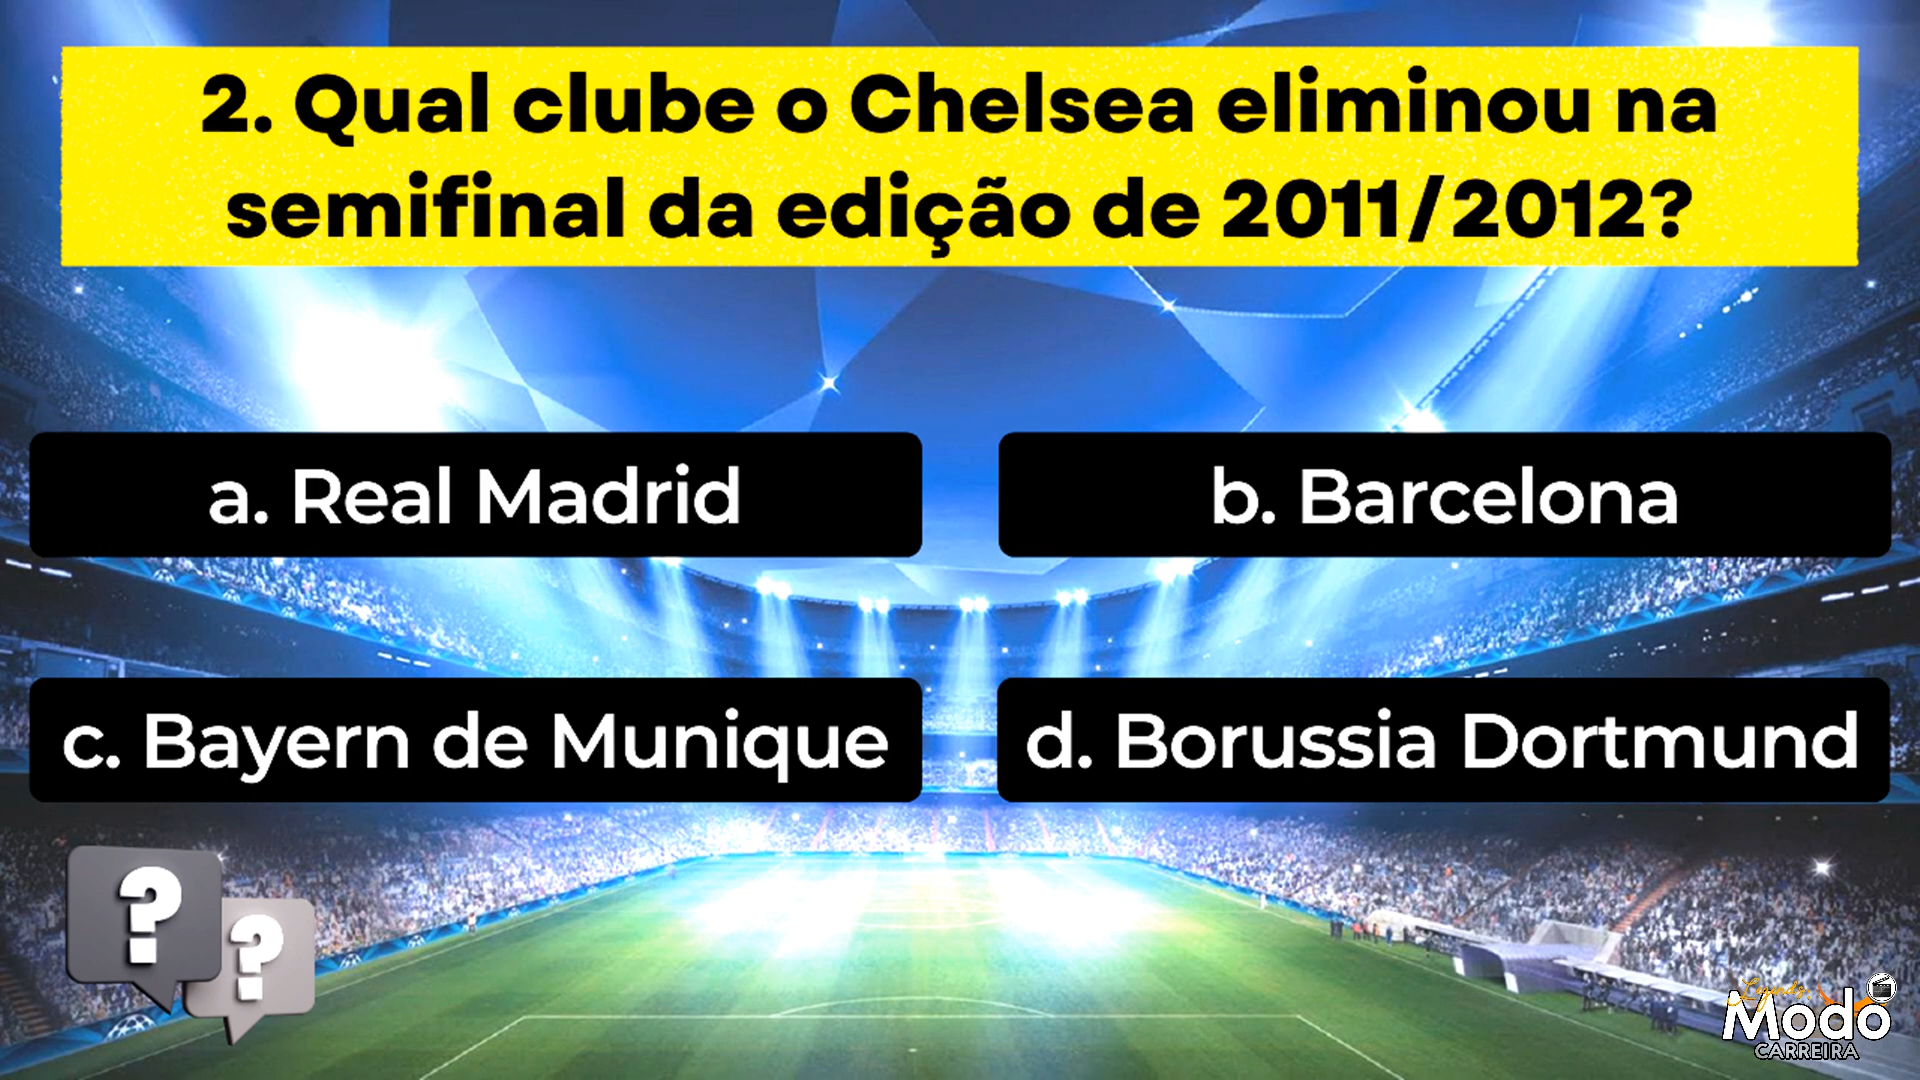 2. Qual clube o Chelsea eliminou na
semifinal da edição de 2011/2012?
a. Real Madrid
b. Barcelona
c. Bayern de Munique
d. Borussia Dortmund
? ?
Legends
Modo
CARREIRA